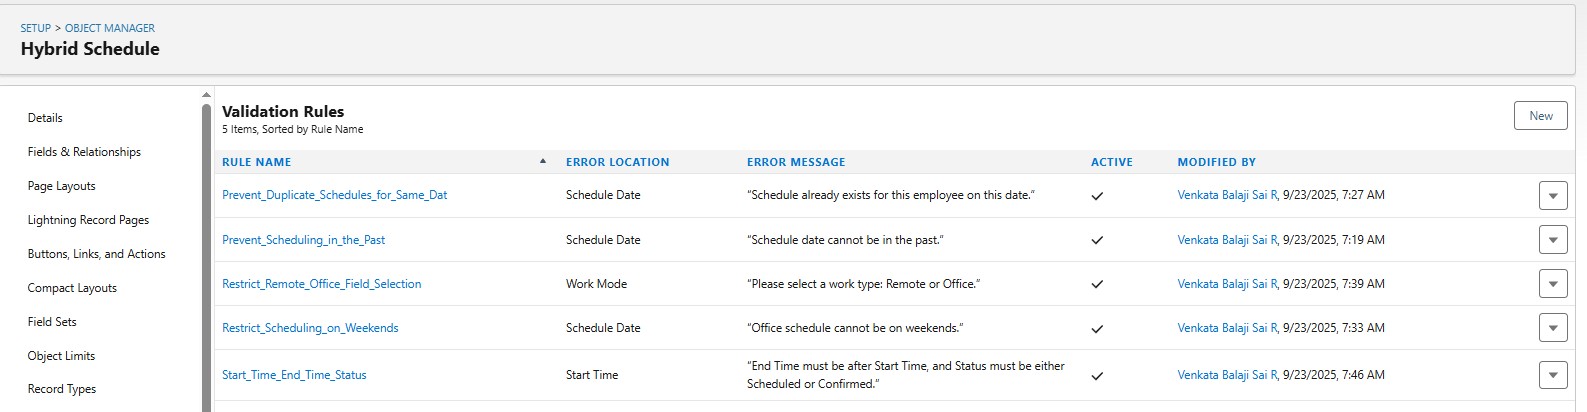 SETUP > OBJECT MANAGER
Hybrid Schedule
Details
Fields & Relationships
Page Layouts
Lightning Record Pages
Buttons, Links, and Actions
Compact Layouts
Field Sets
Object Limits
Record Types
Validation Rules
5 Items, Sorted by Rule Name
New
RULE NAME ERROR LOCATION ERROR MESSAGE ACTIVE MODIFIED BY
Prevent_Duplicate_Schedules_for_Same_Dat Schedule Date “Schedule already exists for this employee on this date.” Venkata Balaji Sai R, 9/23/2025, 7:27 AM
Prevent_Scheduling_in_the_Past Schedule Date “Schedule date cannot be in the past.” Venkata Balaji Sai R, 9/23/2025, 7:19 AM
Restrict_Remote_Office_Field_Selection Work Mode “Please select a work type: Remote or Office.” Venkata Balaji Sai R, 9/23/2025, 7:39 AM
Restrict_Scheduling_on_Weekends Schedule Date “Office schedule cannot be on weekends.” Venkata Balaji Sai R, 9/23/2025, 7:33 AM
Start_Time_End_Time_Status Start Time “End Time must be after Start Time, and Status must be either
Scheduled or Confirmed.” Venkata Balaji Sai R, 9/23/2025, 7:46 AM